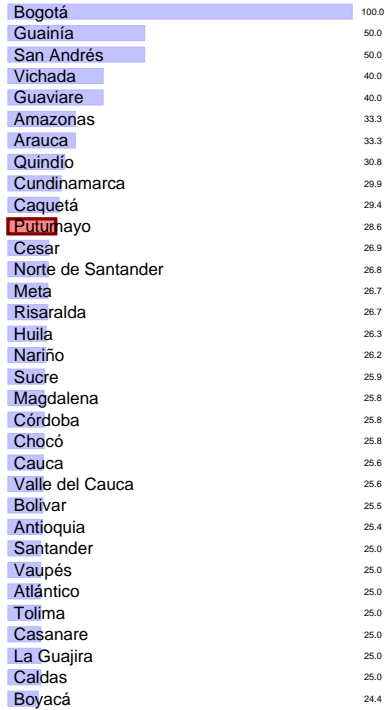 Bogotá 100.0
Guainía 50.0
San Andrés 50.0
Vichada 40.0
Guaviare 40.0
Amazonas 33.3
Arauca 33.3
Quindío 30.8
Cundinamarca 29.9
Caquetá 29.4
Putumayo 28.6
Cesar 26.9
Norte de Santander 26.8
Meta 26.7
Risaralda 26.7
Huila 26.3
Nariño 26.2
Sucre 25.9
Magdalena 25.8
Córdoba 25.8
Chocó 25.8
Cauca 25.6
Valle del Cauca 25.6
Bolivar 25.5
Antioquia 25.4
Santander 25.0
Vaupés 25.0
Atlántico 25.0
Tolima 25.0
Casanare 25.0
La Guajira 25.0
Caldas 25.0
Boyacá 24.4